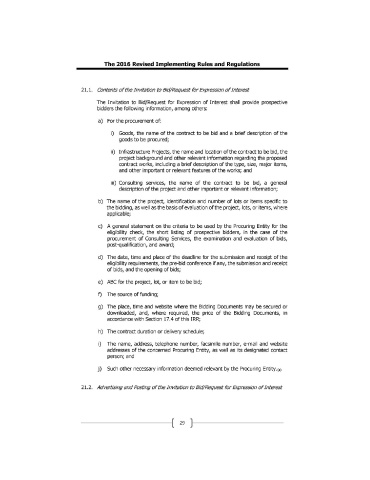 The 2016 Revised Implementing Rules and Regulations
21.1. Contents of the Invitation to Bid/Request for Expression of Interest
The Invitation to Bid/Request for Expression of Interest shall provide prospective
bidders the following information, among others:
a) For the procurement of:
i) Goods, the name of the contract to be bid and a brief description of the
goods to be procured;
ii) Infrastructure Projects, the name and location of the contract to be bid, the
project background and other relevant information regarding the proposed
contract works, including a brief description of the type, size, major items,
and other important or relevant features of the works; and
iii) Consulting services, the name of the contract to be bid, a general
description of the project and other important or relevant information;
b) The name of the project, identification and number of lots or items specific to
the bidding, as well as the basis of evaluation of the project, lots, or items, where
applicable;
c) A general statement on the criteria to be used by the Procuring Entity for the
eligibility check, the short listing of prospective bidders, in the case of the
procurement of Consulting Services, the examination and evaluation of bids,
post-qualification, and award;
d) The date, time and place of the deadline for the submission and receipt of the
eligibility requirements, the pre-bid conference if any, the submission and receipt
of bids, and the opening of bids;
e) ABC for the project, lot, or item to be bid;
f) The source of funding;
g) The place, time and website where the Bidding Documents may be secured or
downloaded, and, where required, the price of the Bidding Documents, in
accordance with Section 17.4 of this IRR;
h) The contract duration or delivery schedule;
i) The name, address, telephone number, facsimile number, e-mail and website
addresses of the concerned Procuring Entity, as well as its designated contact
person; and
j) Such other necessary information deemed relevant by the Procuring Entity.
21.2. Advertising and Posting of the Invitation to Bid/Request for Expression of Interest
29